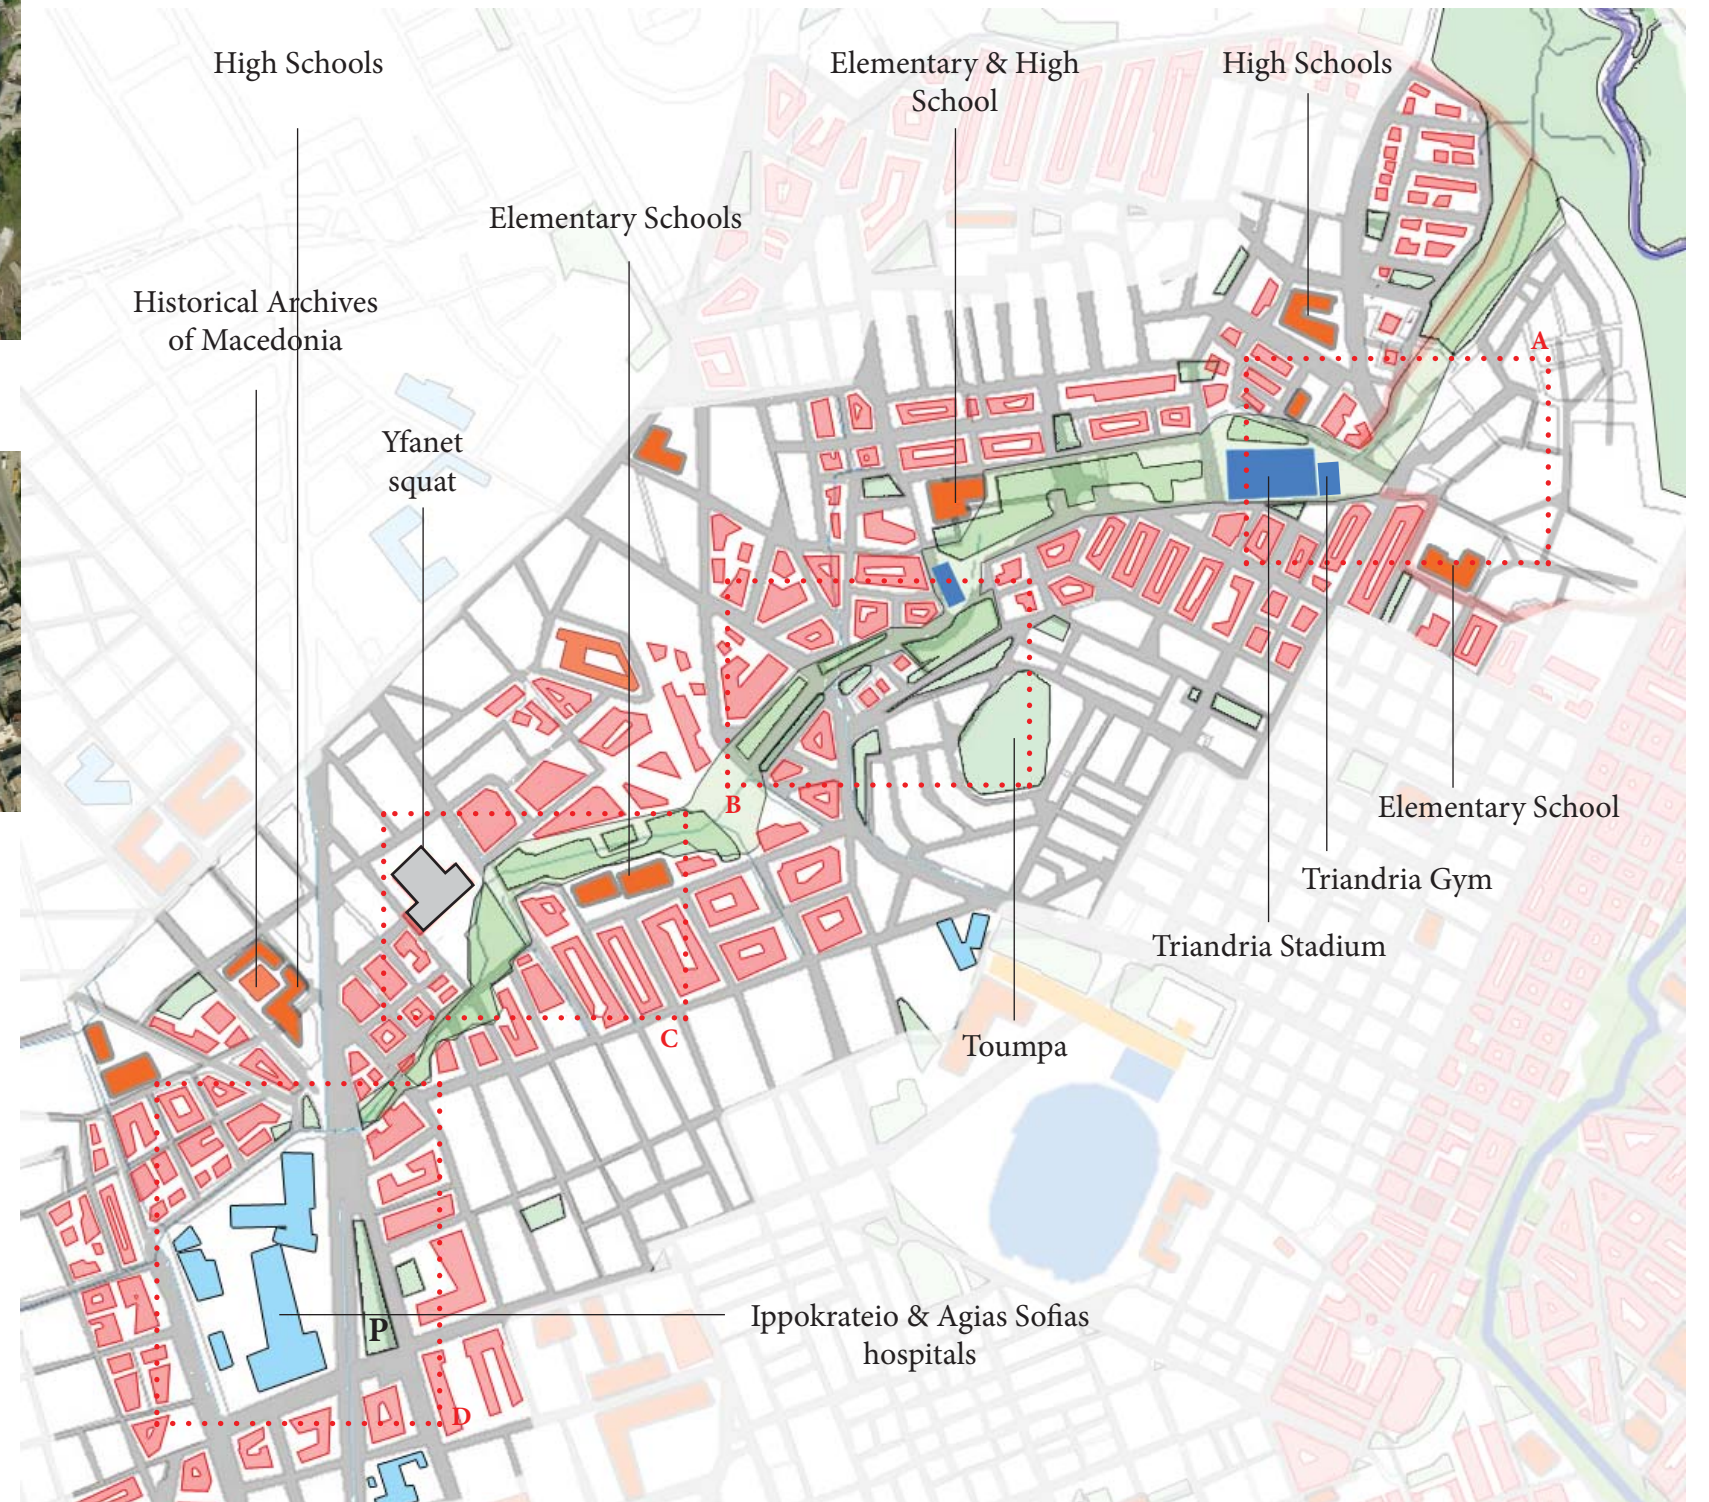 High Schools
Elementary & High
School
High Schools
Elementary Schools
Historical Archives
of Macedonia
A
Yfanet
squat
B
Elementary School
Triandria Gym
Triandria Stadium
C
Toumpa
P
Ippokrateio & Agias Sofias
hospitals
D